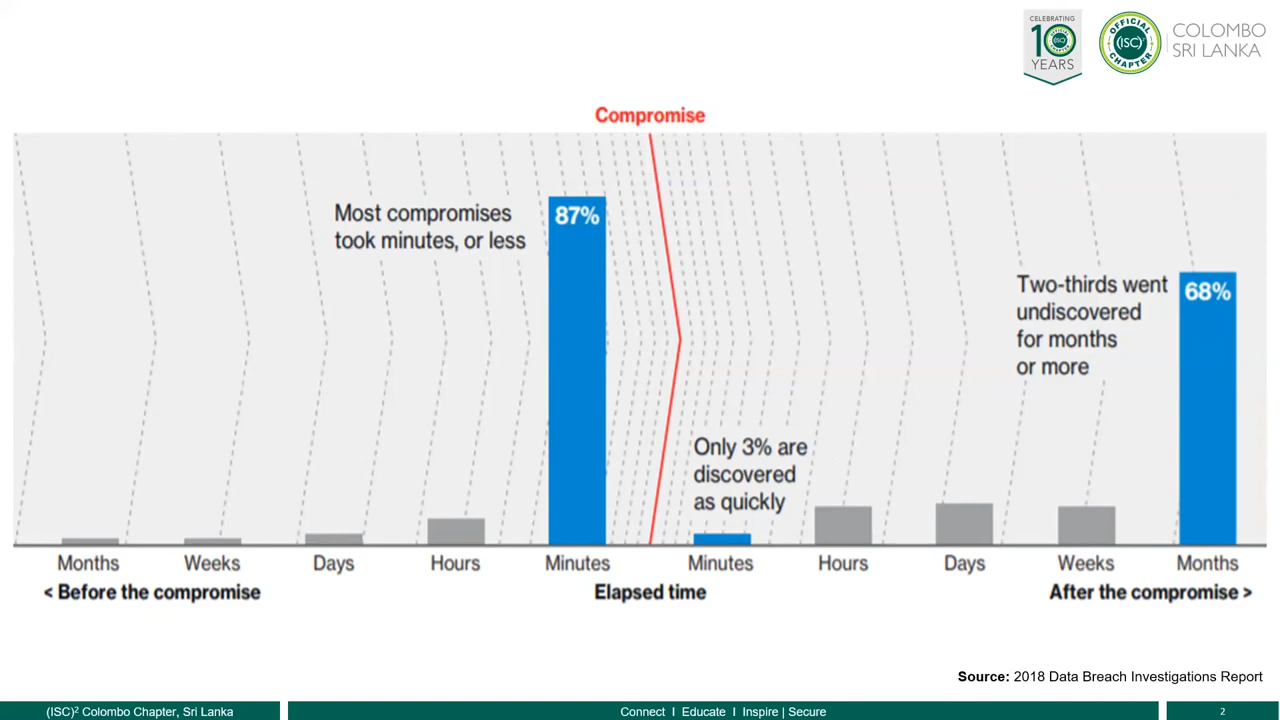 CELEBRATING
10
YEARS
OFFICIAL
(ISC)²
CHAPTER
COLOMBO
SRI LANKA
Compromise
Most compromises
took minutes, or less
87%
Two-thirds went
undiscovered
for months
or more
68%
Only 3% are
discovered
as quickly
Months Weeks Days Hours Minutes Minutes Hours Days Weeks Months
< Before the compromise Elapsed time After the compromise >
Source: 2018 Data Breach Investigations Report
(ISC)² Colombo Chapter, Sri Lanka Connect I Educate I Inspire | Secure 2